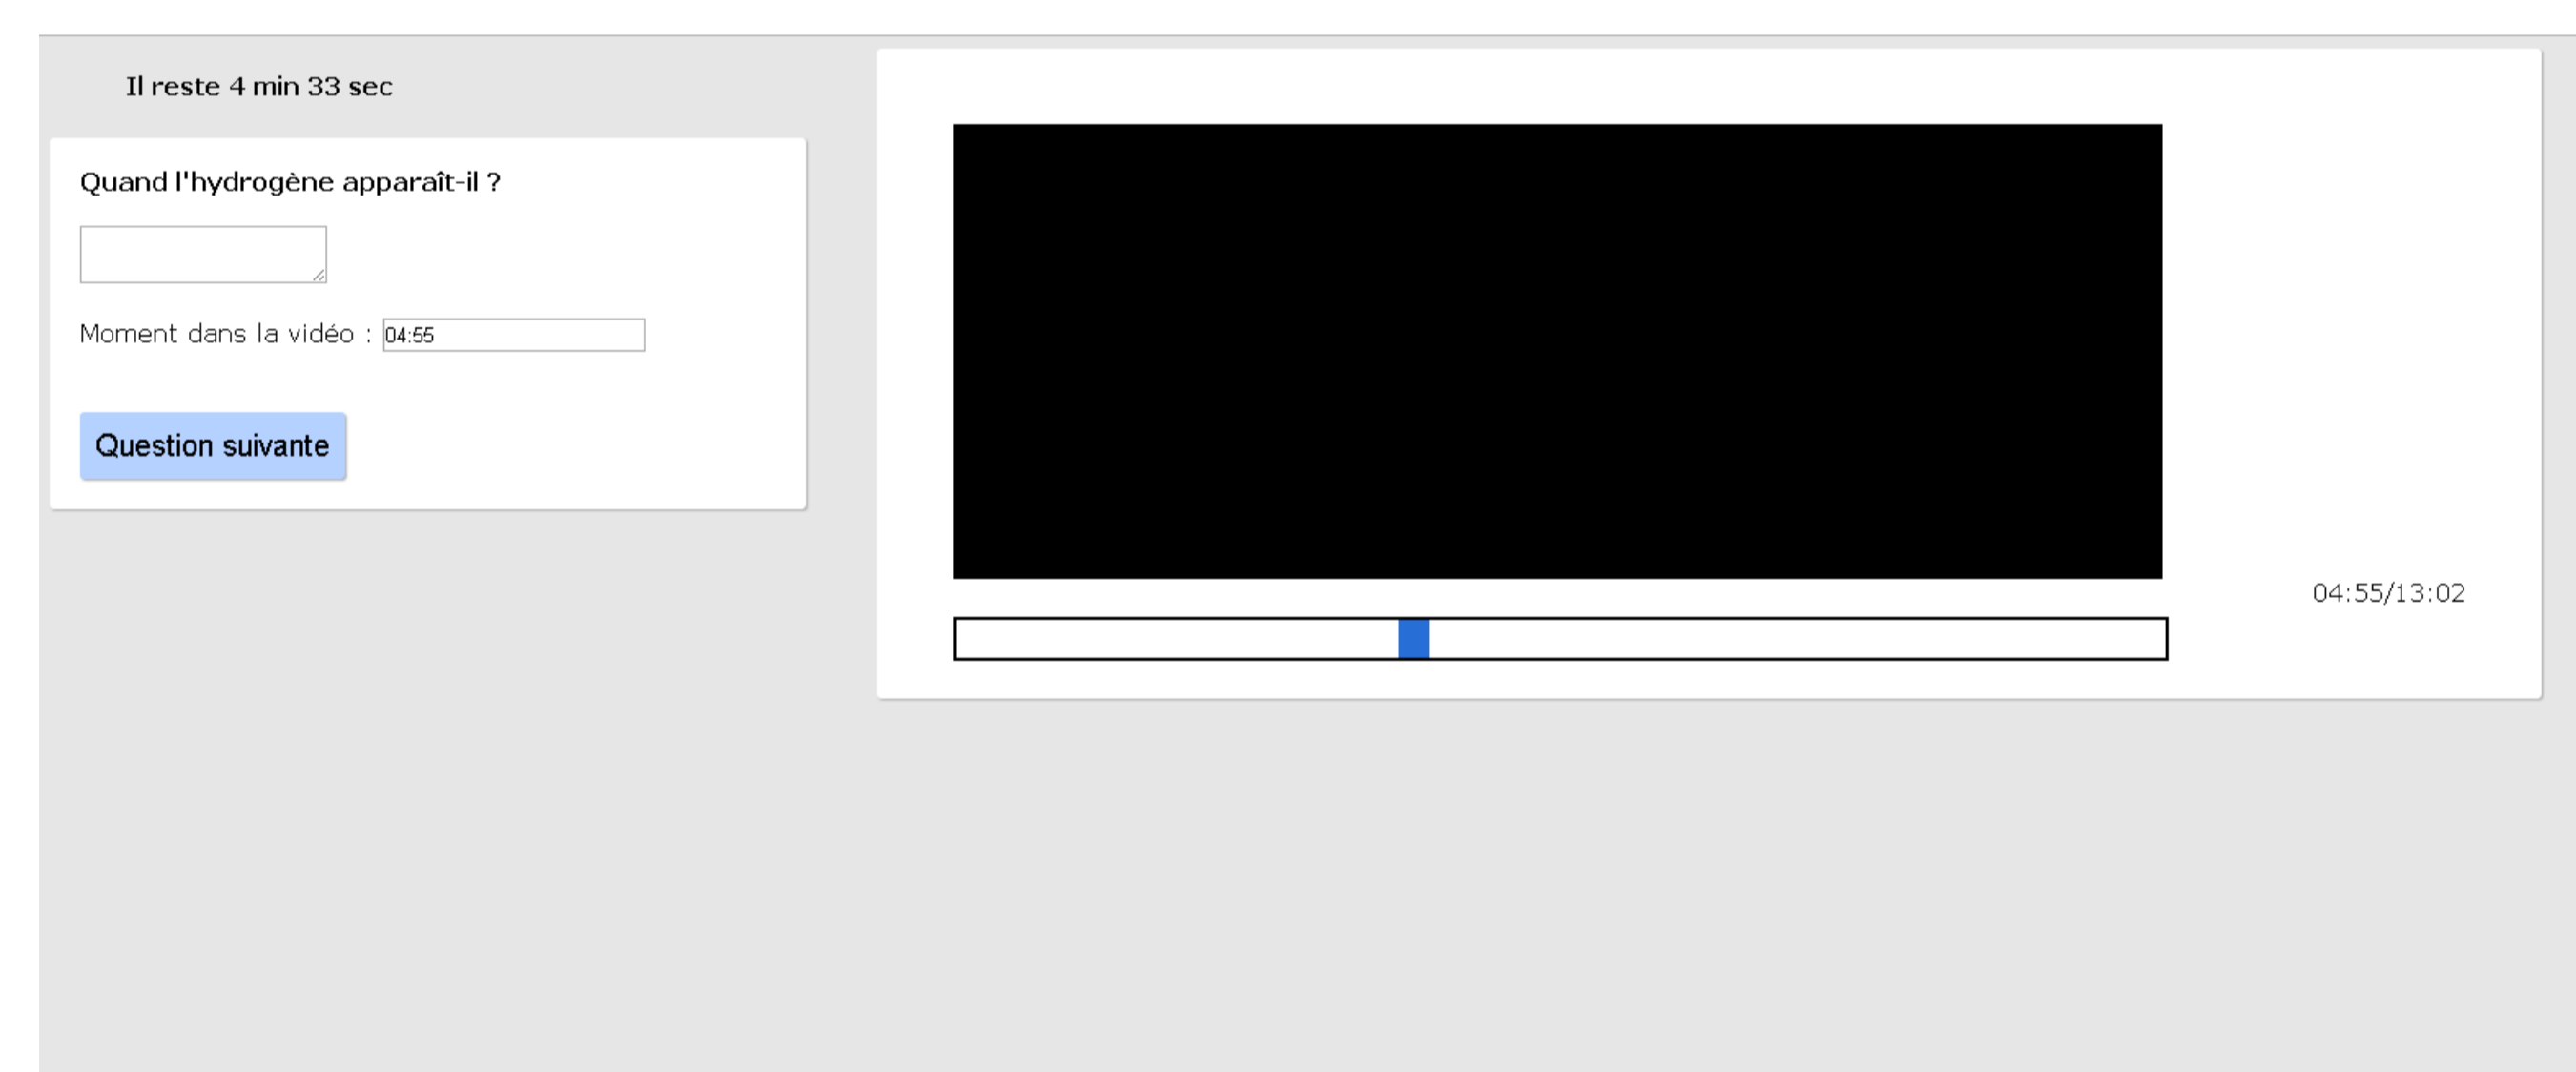 Il reste 4 min 33 sec
Quand l'hydrogène apparaît-il ?
Moment dans la vidéo : 04:55
Question suivante
04:55/13:02